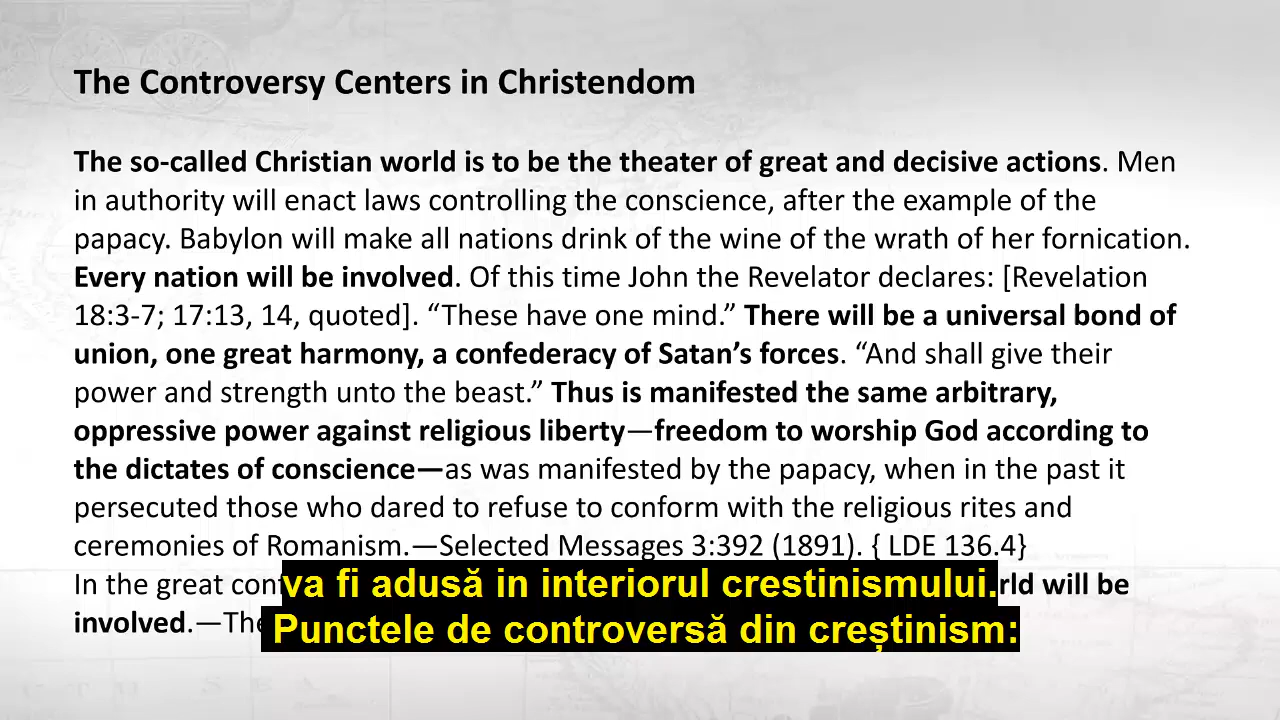 The Controversy Centers in Christendom
The so-called Christian world is to be the theater of great and decisive actions. Men
in authority will enact laws controlling the conscience, after the example of the
papacy. Babylon will make all nations drink of the wine of the wrath of her fornication.
Every nation will be involved. Of this time John the Revelator declares: [Revelation
18:3-7; 17:13, 14, quoted]. “These have one mind.” There will be a universal bond of
union, one great harmony, a confederacy of Satan’s forces. “And shall give their
power and strength unto the beast.” Thus is manifested the same arbitrary,
oppressive power against religious liberty—freedom to worship God according to
the dictates of conscience—as was manifested by the papacy, when in the past it
persecuted those who dared to refuse to conform with the religious rites and
ceremonies of Romanism.—Selected Messages 3:392 (1891). { LDE 136.4}
In the great will be
involved.
va fi adusă in interiorul crestinismului.
Punctele de controversă din creștinism: